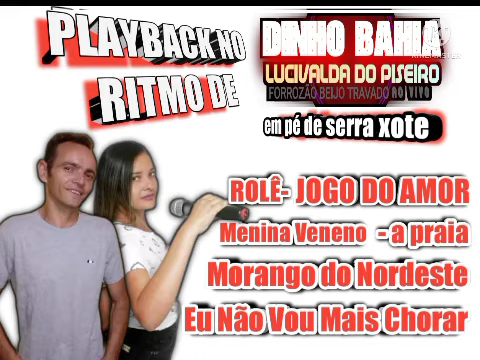 PLAYBACK NO
RITMO DE
DINHO BAHIA
LUCIVALDA DO PISEIRO
FORROZÃO BEIJO TRAVADO AO VIVO
em pé de serra xote
ROLÊ- JOGO DO AMOR
Menina Veneno - a praia
Morango do Nordeste
Eu Não Vou Mais Chorar